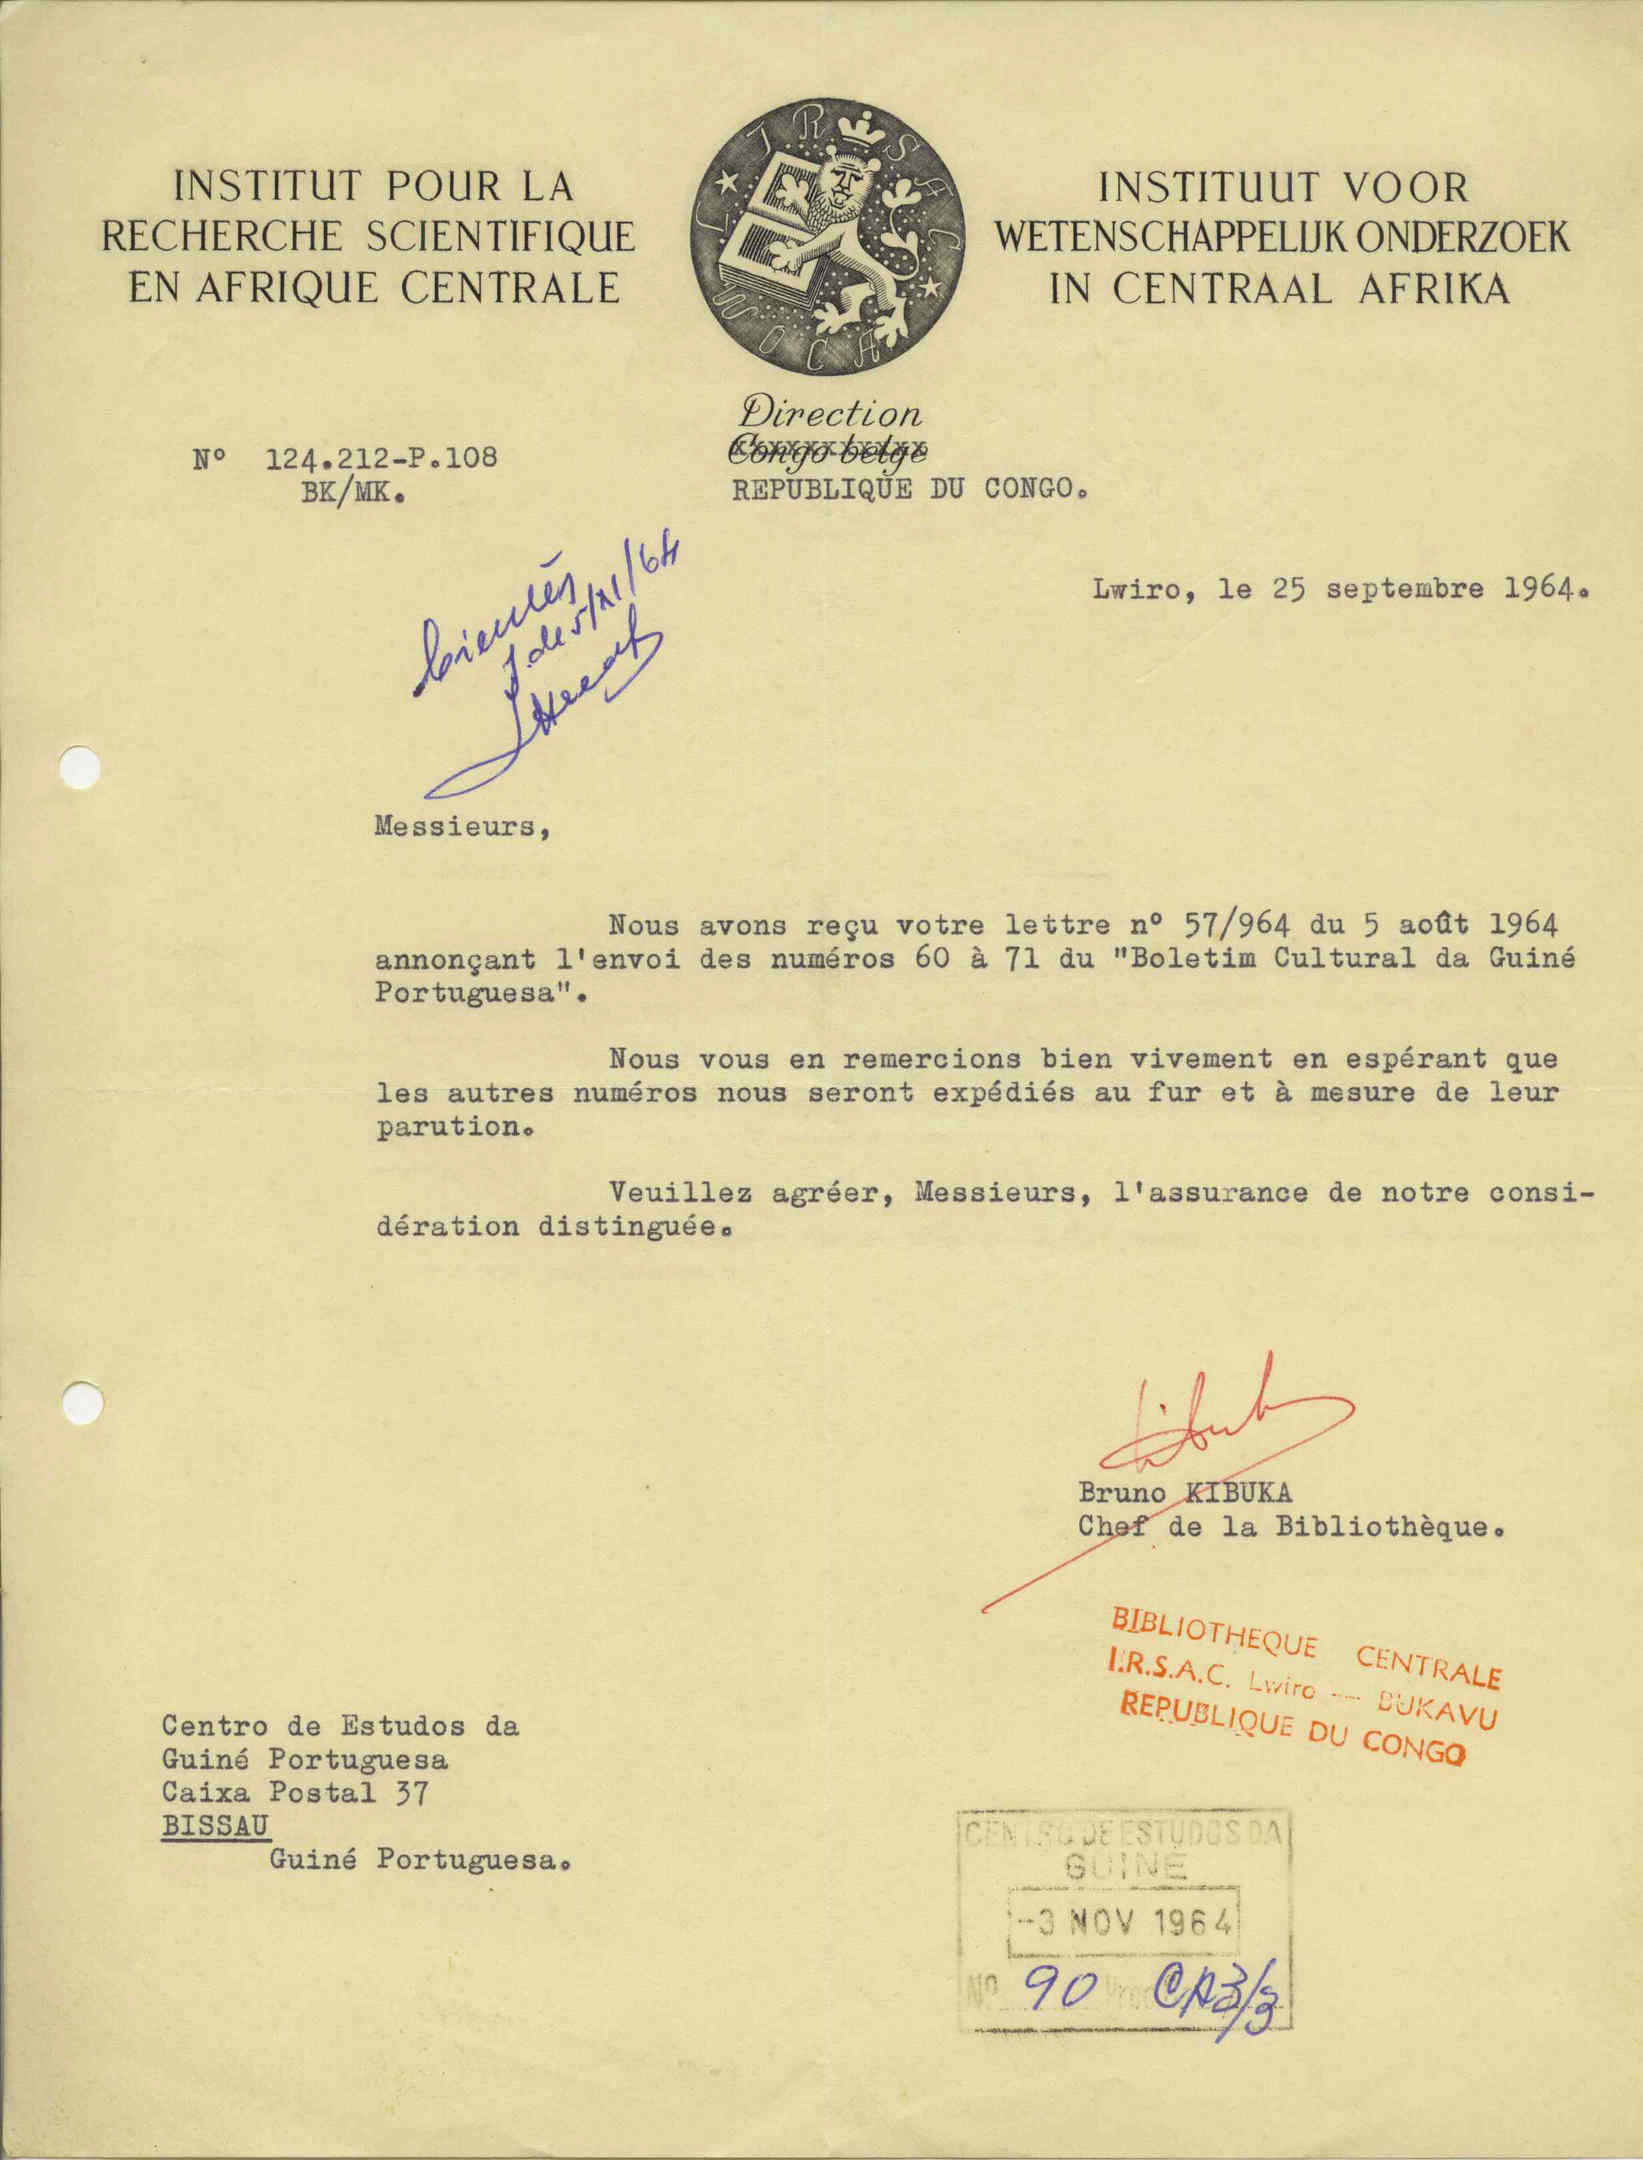 INSTITUT POUR LA
RECHERCHE SCIENTIFIQUE
EN AFRIQUE CENTRALE
I R S A C
W O C A
INSTITUUT VOOR
WETENSCHAPPELIJK ONDERZOEK
IN CENTRAAL AFRIKA
Direction
Congo belge
REPUBLIQUE DU CONGO.
N° 124.212-P.108
BK/MK.
Lwiro, le 25 septembre 1964.
5/XI/64
Messieurs,
Nous avons reçu votre lettre n° 57/964 du 5 août 1964
annonçant l'envoi des numéros 60 à 71 du "Boletim Cultural da Guiné
Portuguesa".
Nous vous en remercions bien vivement en espérant que
les autres numéros nous seront expédiés au fur et à mesure de leur
parution.
Veuillez agréer, Messieurs, l'assurance de notre consi-
dération distinguée.
Bruno KIBUKA
Chef de la Bibliothèque.
BIBLIOTHEQUE CENTRALE
I.R.S.A.C. Lwiro -- BUKAVU
REPUBLIQUE DU CONGO
Centro de Estudos da
Guiné Portuguesa
Caixa Postal 37
BISSAU
Guiné Portuguesa.
CENTRO DE ESTUDOS DA
GUINÉ
-3 NOV 1964
Nº 90 CA3/3